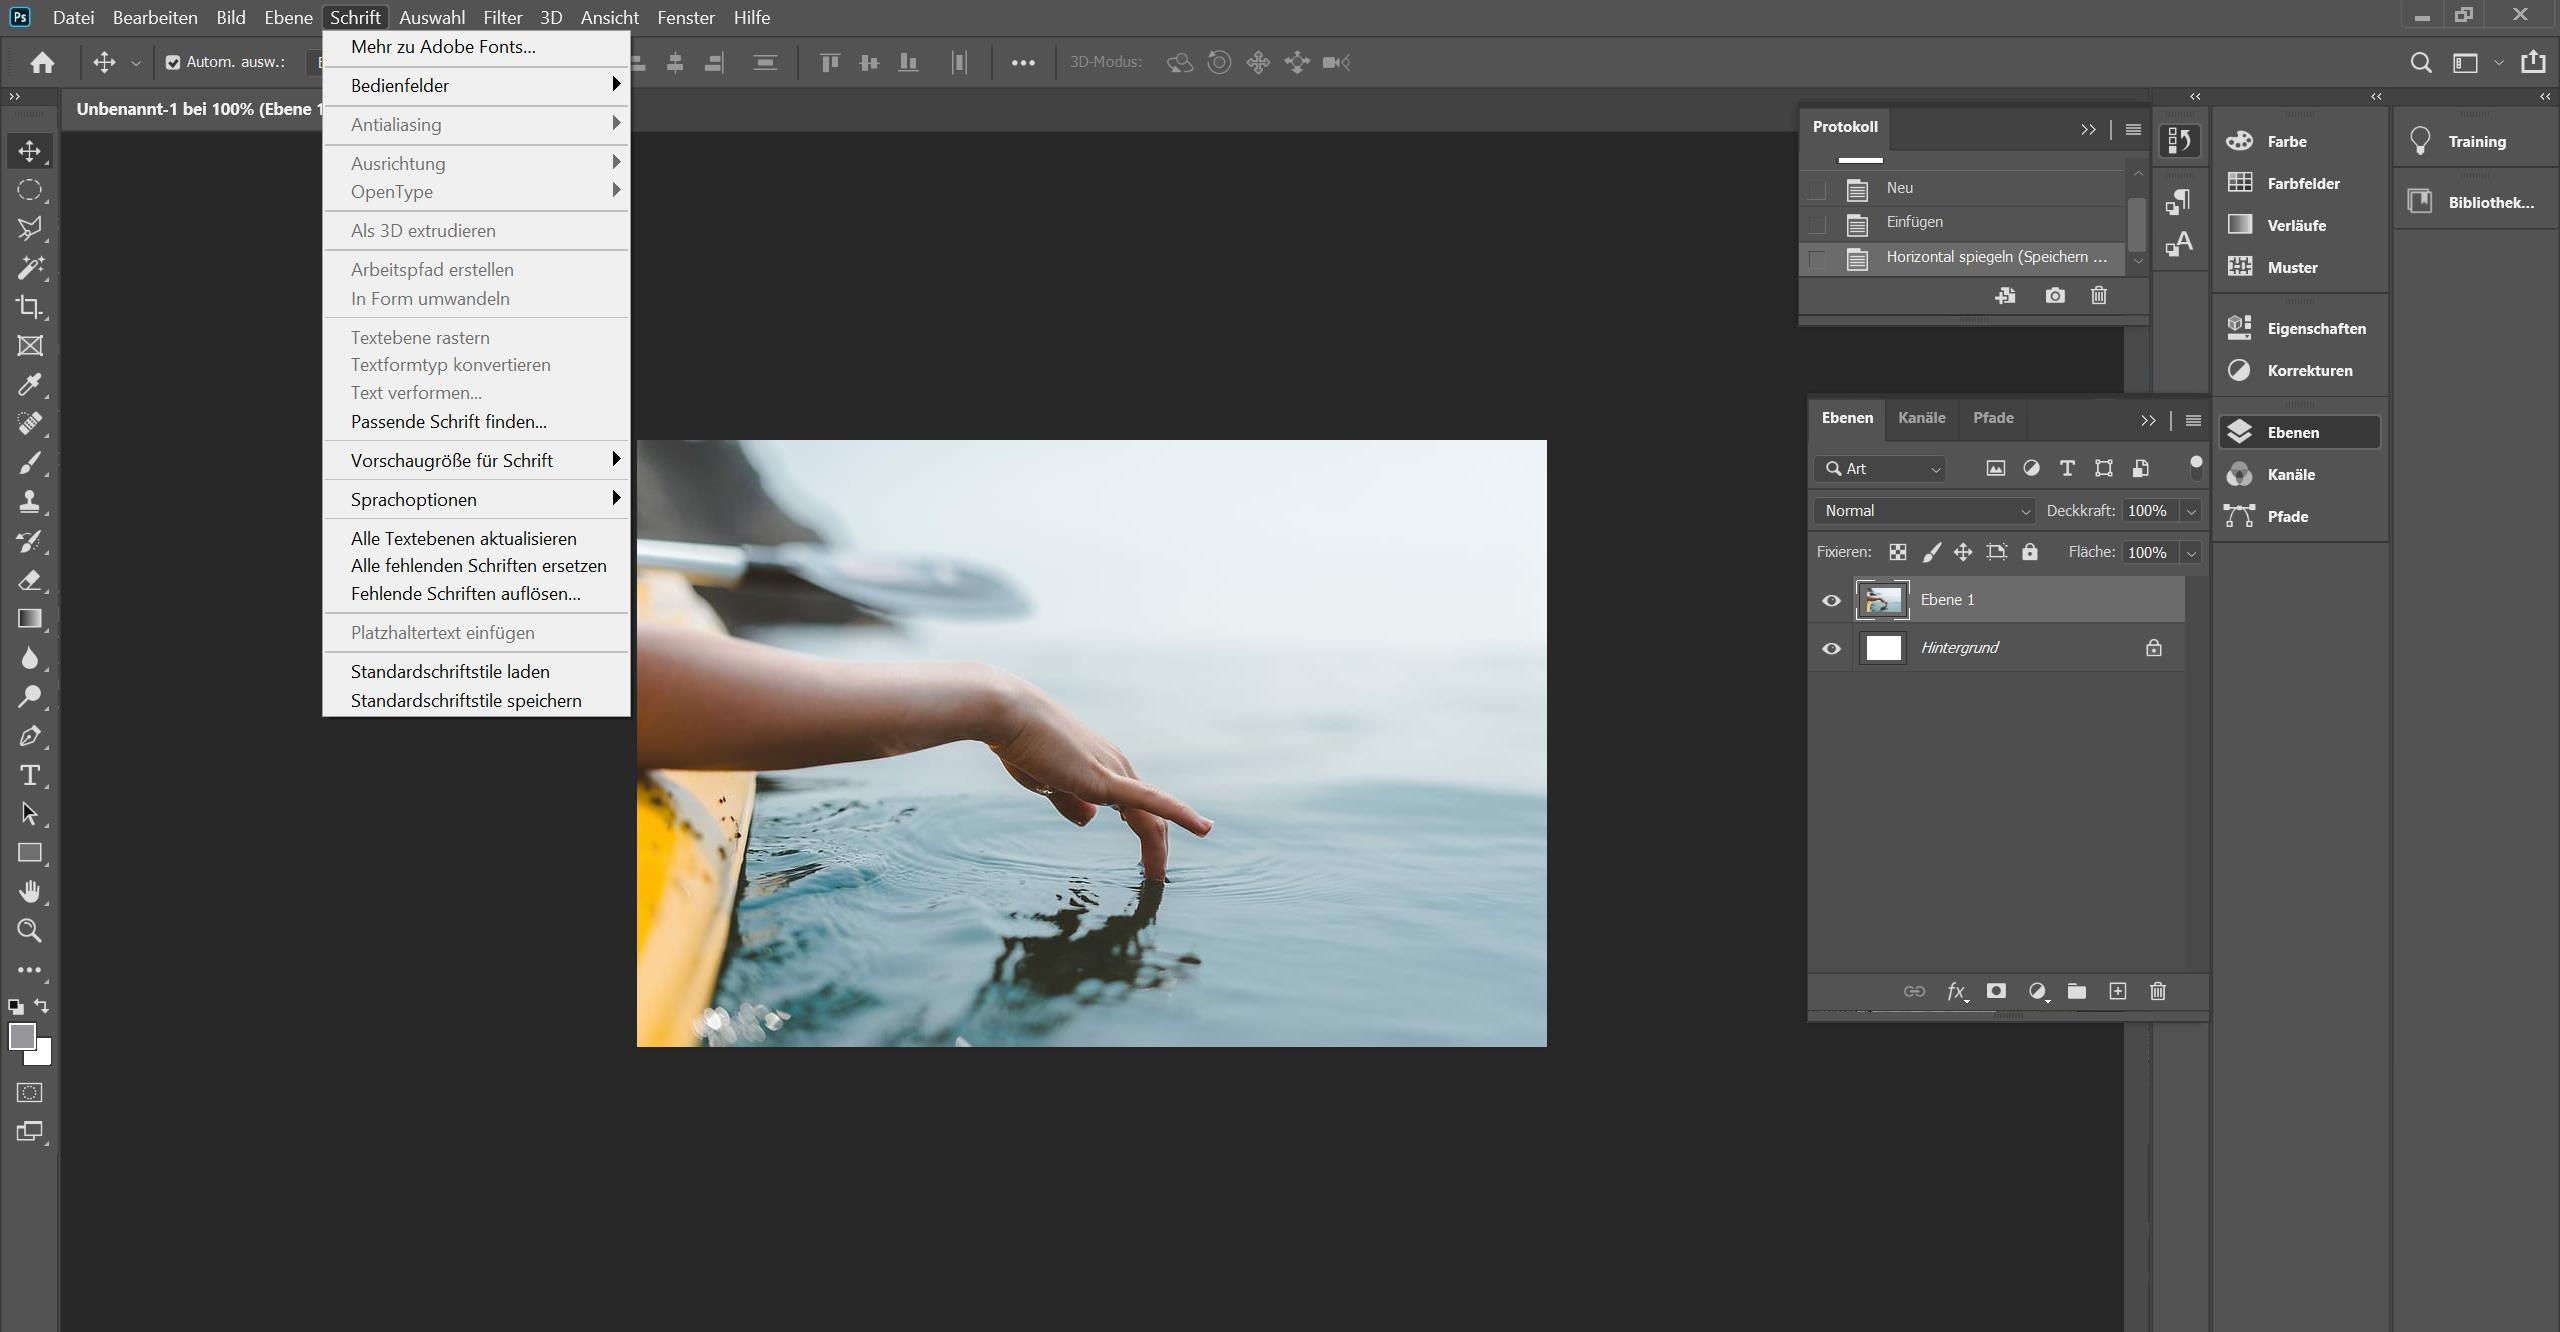 Ps Datei Bearbeiten Bild Ebene Schrift Auswahl Filter 3D Ansicht Fenster Hilfe
Autom. ausw.:
3D-Modus:
Unbenannt-1 bei 100% (Ebene 1
Mehr zu Adobe Fonts...
Bedienfelder
Antialiasing
Ausrichtung
OpenType
Als 3D extrudieren
Arbeitspfad erstellen
In Form umwandeln
Textebene rastern
Textformtyp konvertieren
Text verformen...
Passende Schrift finden...
Vorschaugröße für Schrift
Sprachoptionen
Alle Textebenen aktualisieren
Alle fehlenden Schriften ersetzen
Fehlende Schriften auflösen...
Platzhaltertext einfügen
Standardschriftstile laden
Standardschriftstile speichern
Protokoll
Neu
Einfügen
Horizontal spiegeln (Speichern ...
Ebenen Kanäle Pfade
Art
Normal Deckkraft: 100%
Fixieren: Fläche: 100%
Ebene 1
Hintergrund
fx
Farbe
Farbfelder
Verläufe
Muster
Eigenschaften
Korrekturen
Ebenen
Kanäle
Pfade
Training
Bibliothek...